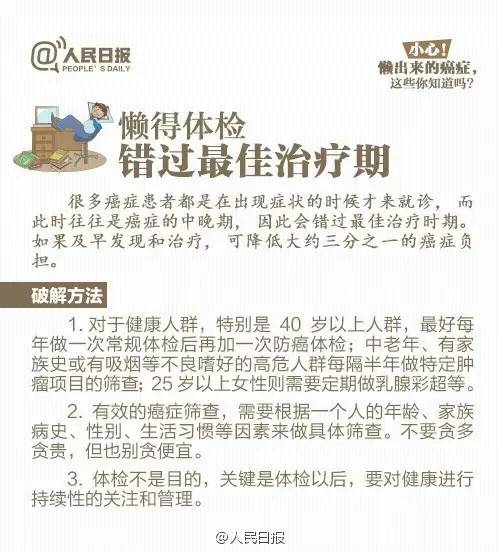 @人民日报
PEOPLE'S DAILY
小心！
懒出来的癌症，
这些你知道吗？
懒得体检
错过最佳治疗期
很多癌症患者都是在出现症状的时候才来就诊，而
此时往往是癌症的中晚期，因此会错过最佳治疗时期。
如果及早发现和治疗，可降低大约三分之一的癌症负
担。
破解方法
1. 对于健康人群，特别是 40 岁以上人群，最好每
年做一次常规体检后再加一次防癌体检；中老年、有家
族史或有吸烟等不良嗜好的高危人群每隔半年做特定肿
瘤项目的筛查；25 岁以上女性则需要定期做乳腺彩超等。
2. 有效的癌症筛查，需要根据一个人的年龄、家族
病史、性别、生活习惯等因素来做具体筛查。不要贪多
贪贵，但也别贪便宜。
3. 体检不是目的，关键是体检以后，要对健康进行
持续性的关注和管理。
@人民日报